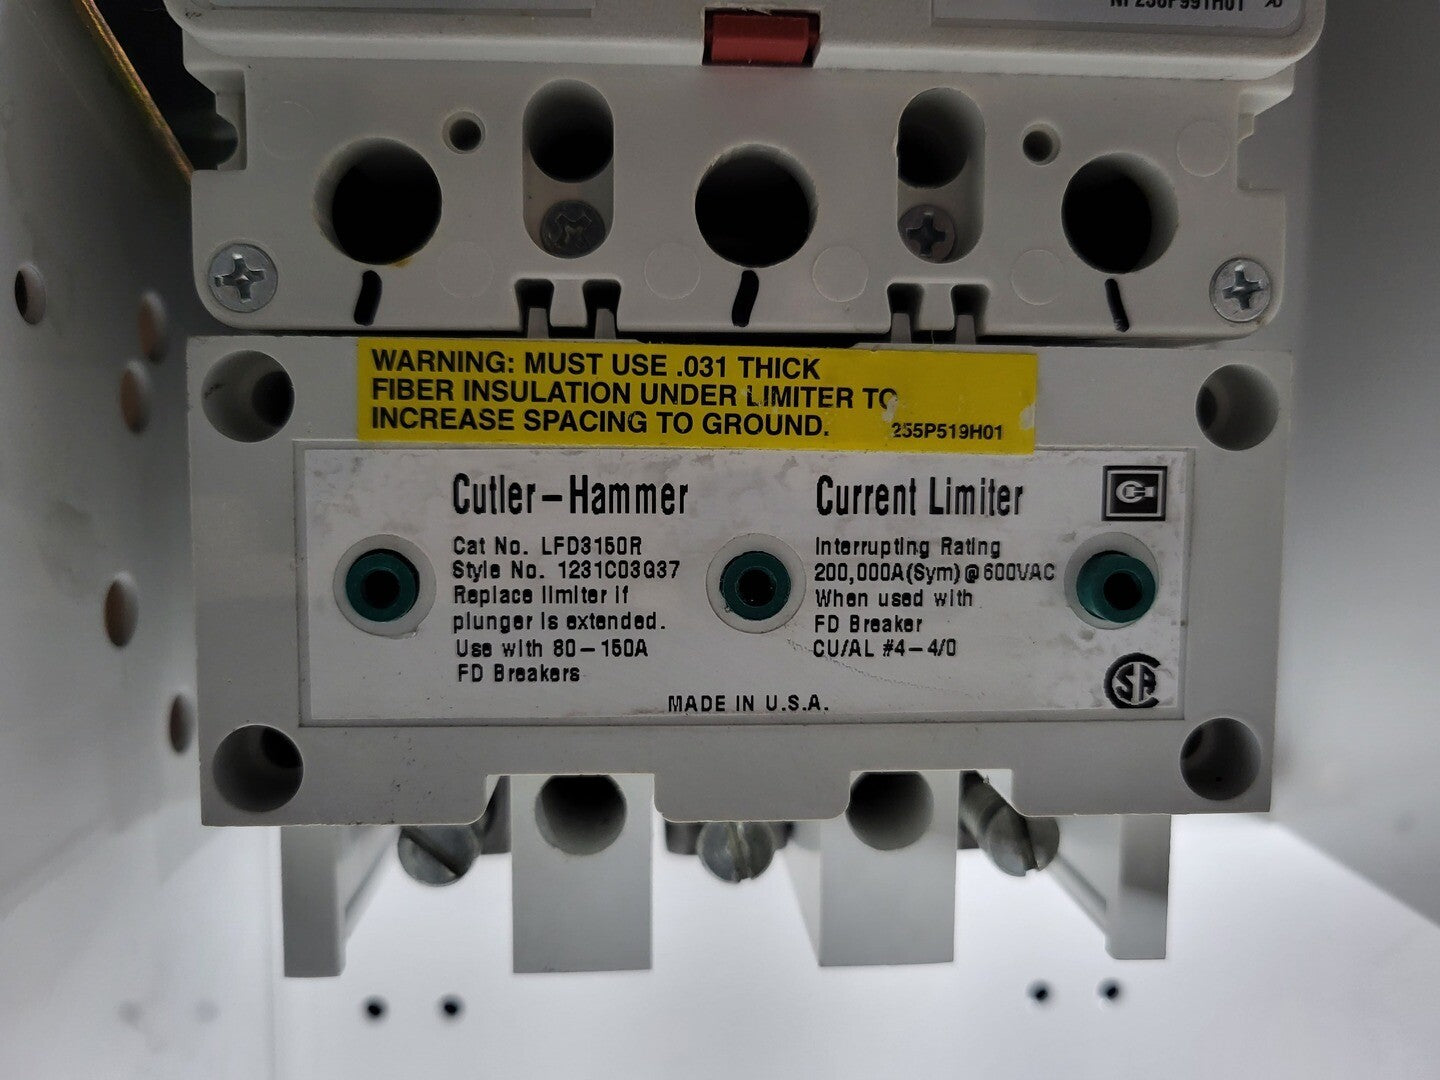 WARNING: MUST USE .031 THICK
FIBER INSULATION UNDER LIMITER TO
INCREASE SPACING TO GROUND.
255P519H01
Cutler-Hammer
Cat No. LFD3150R
Style No. 1231C03G37
Replace limiter if
plunger is extended.
Use with 80-150A
FD Breakers
Current Limiter
Interrupting Rating
200,000A(Sym)@600VAC
When used with
FD Breaker
CU/AL #4-4/0
CH
CSA
MADE IN U.S.A.